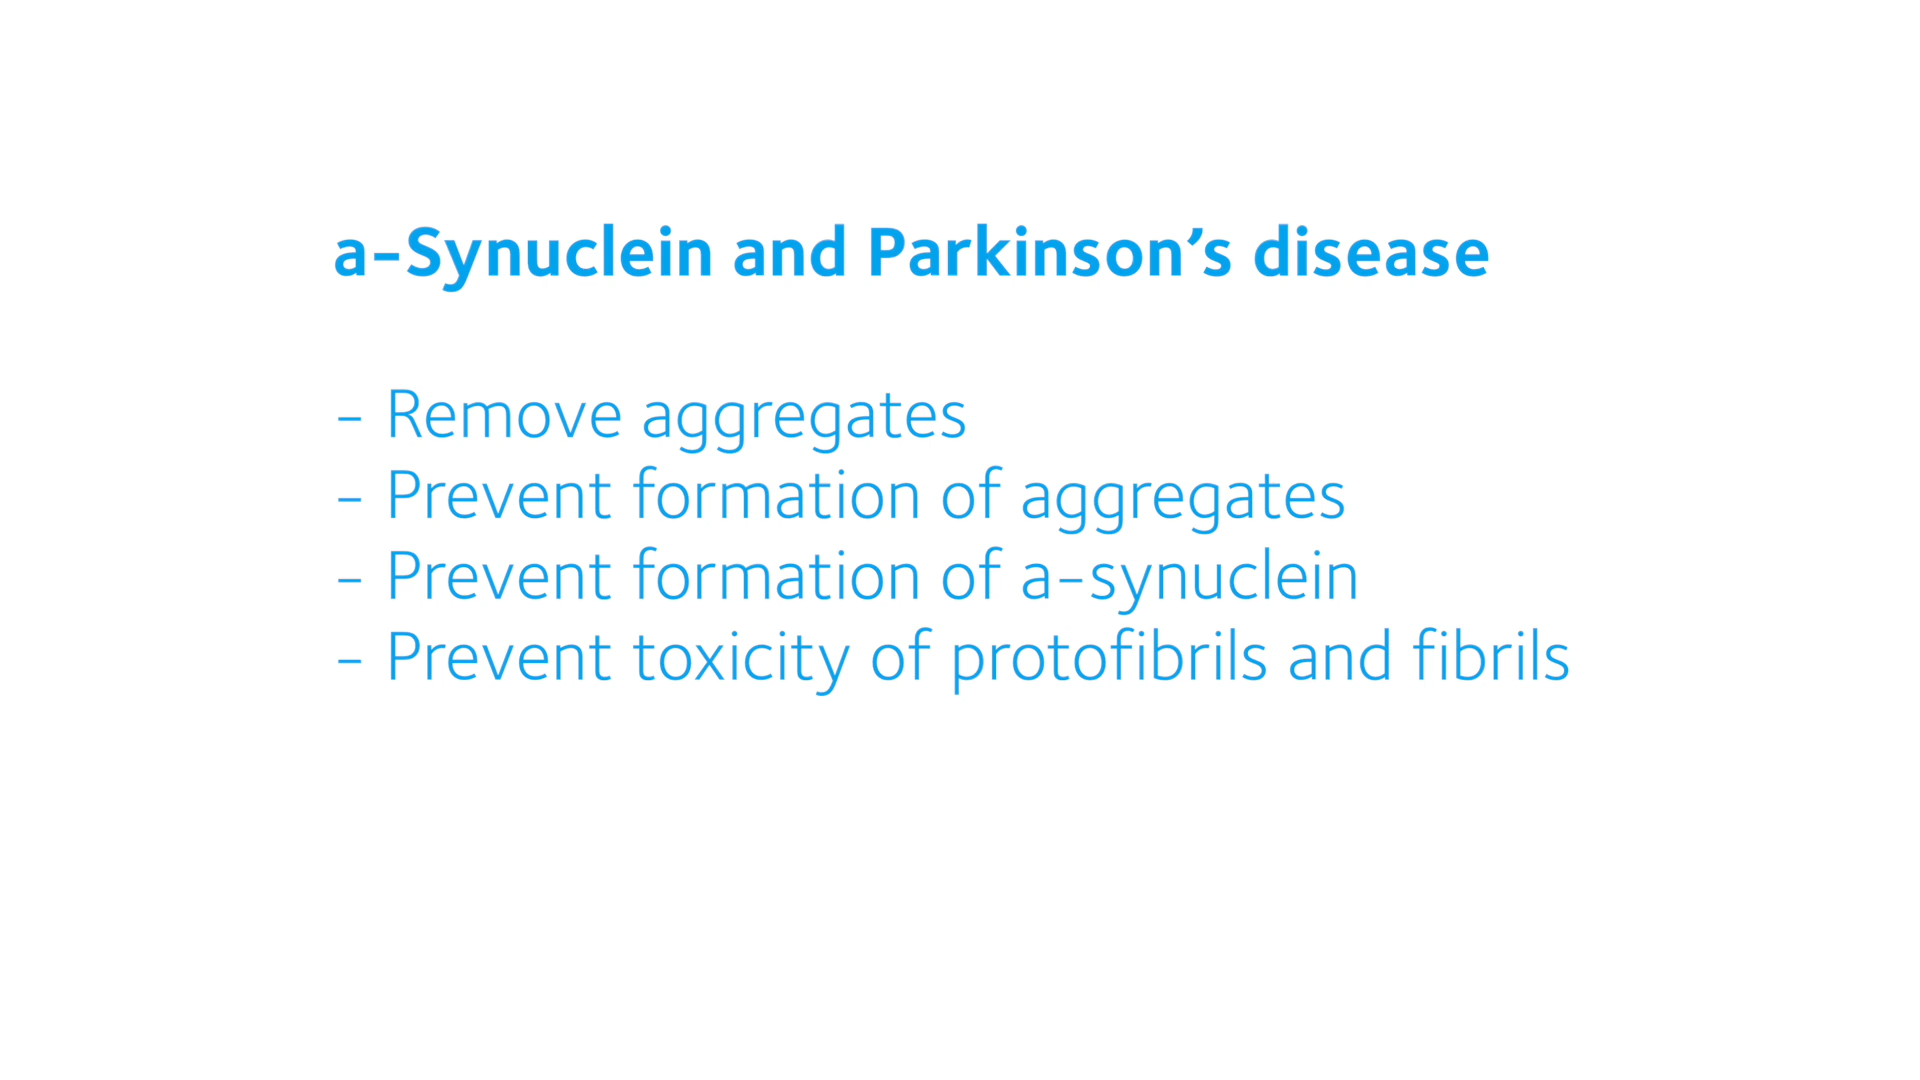 a-Synuclein and Parkinson’s disease
- Remove aggregates
- Prevent formation of aggregates
- Prevent formation of a-synuclein
- Prevent toxicity of protofibrils and fibrils